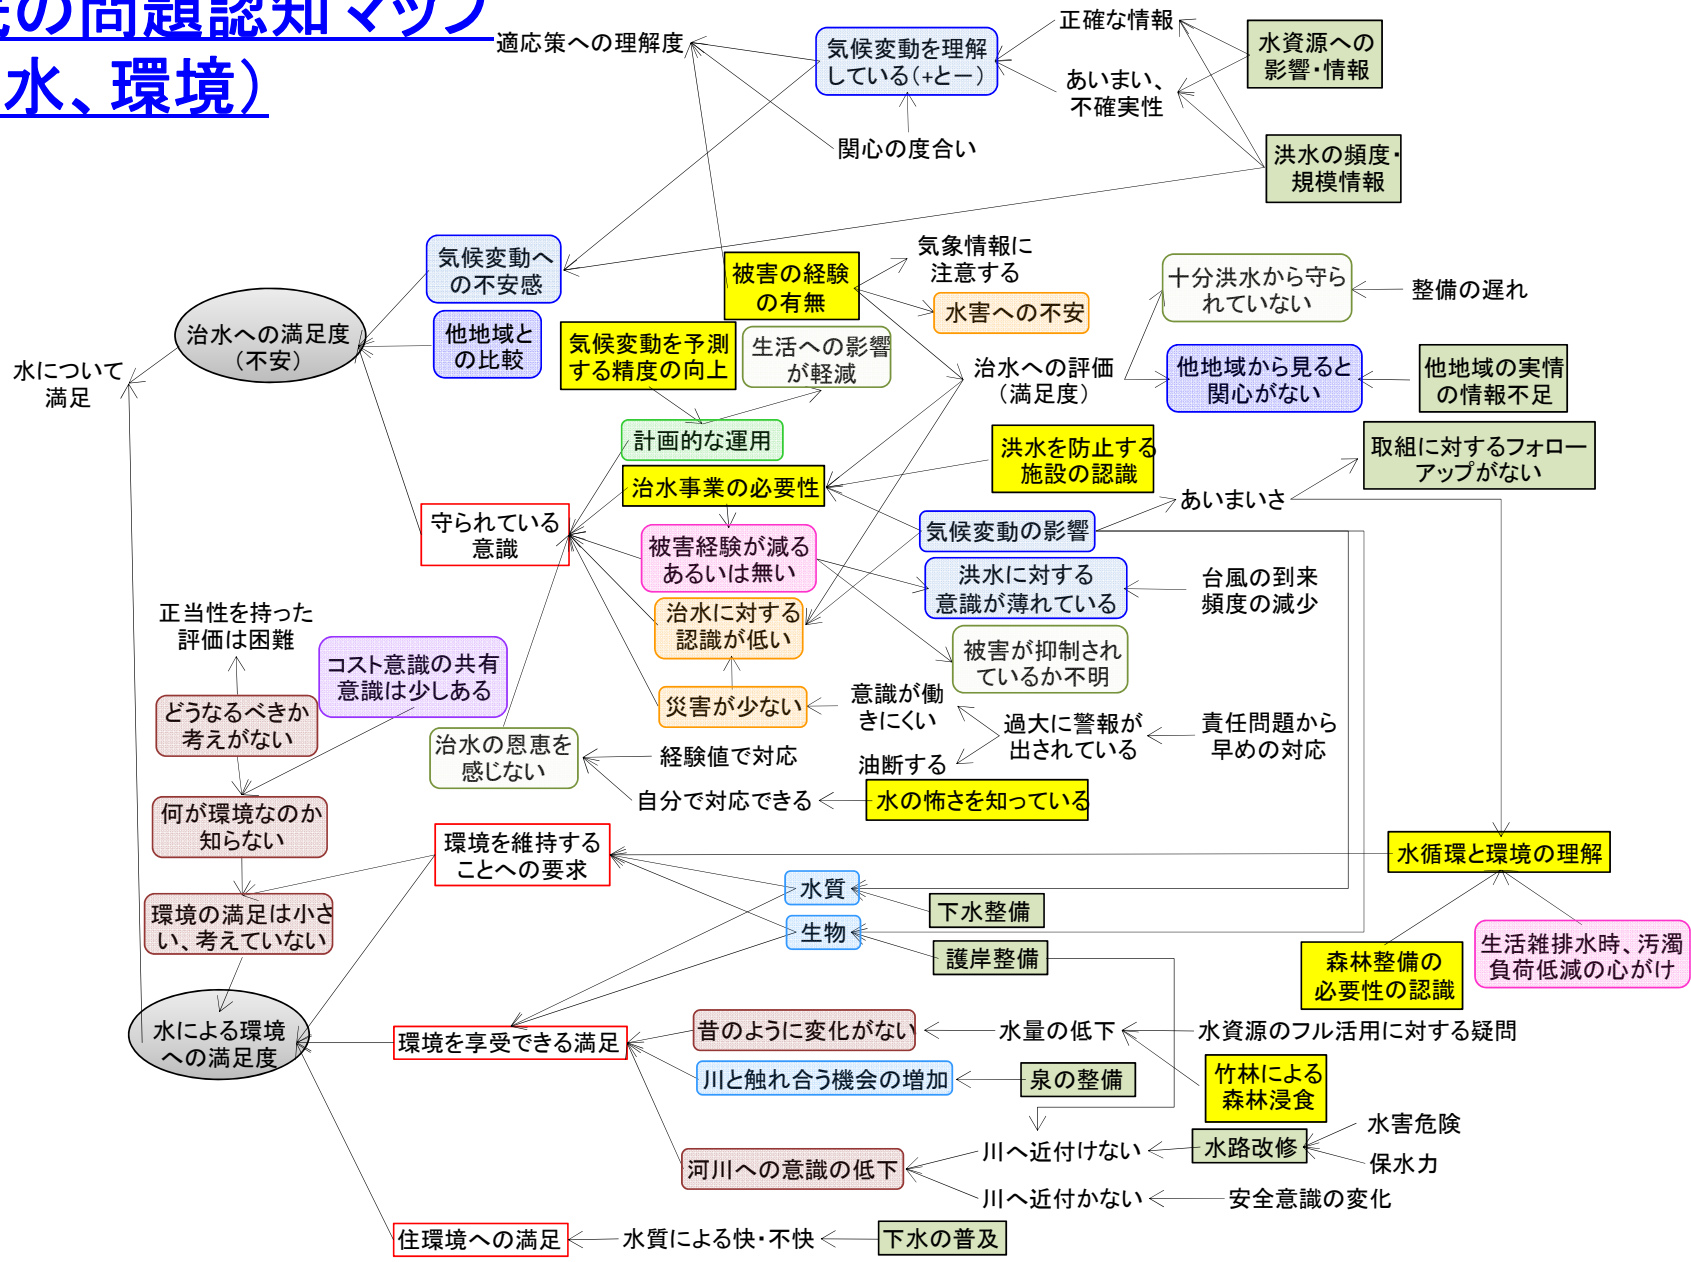 の問題認知マップ
水、環境）
適応策への理解度
気候変動を理解
している(+とー)
正確な情報
あいまい、
不確実性
水資源への
影響・情報
関心の度合い
洪水の頻度・
規模情報
気候変動へ
の不安感
被害の経験
の有無
気象情報に
注意する
水害への不安
十分洪水から守ら
れていない
整備の遅れ
治水への満足度
（不安）
他地域と
の比較
気候変動を予測
する精度の向上
生活への影響
が軽減
水について
満足
治水への評価
（満足度）
他地域から見ると
関心がない
他地域の実情
の情報不足
計画的な運用
治水事業の必要性
洪水を防止する
施設の認識
取組に対するフォロー
アップがない
あいまいさ
守られている
意識
気候変動の影響
被害経験が減る
あるいは無い
洪水に対する
意識が薄れている
台風の到来
頻度の減少
正当性を持った
評価は困難
治水に対する
認識が低い
被害が抑制され
ているか不明
コスト意識の共有
意識は少しある
どうなるべきか
考えがない
災害が少ない
意識が働
きにくい
過大に警報が
出されている
責任問題から
早めの対応
治水の恩恵を
感じない
経験値で対応
油断する
自分で対応できる
水の怖さを知っている
何が環境なのか
知らない
環境を維持する
ことへの要求
水循環と環境の理解
水質
下水整備
環境の満足は小さ
い、考えていない
生物
護岸整備
森林整備の
必要性の認識
生活雑排水時、汚濁
負荷低減の心がけ
水による環境
への満足度
環境を享受できる満足
昔のように変化がない
水量の低下
水資源のフル活用に対する疑問
川と触れ合う機会の増加
泉の整備
竹林による
森林浸食
水害危険
川へ近付けない
水路改修
保水力
河川への意識の低下
川へ近付かない
安全意識の変化
住環境への満足
水質による快・不快
下水の普及